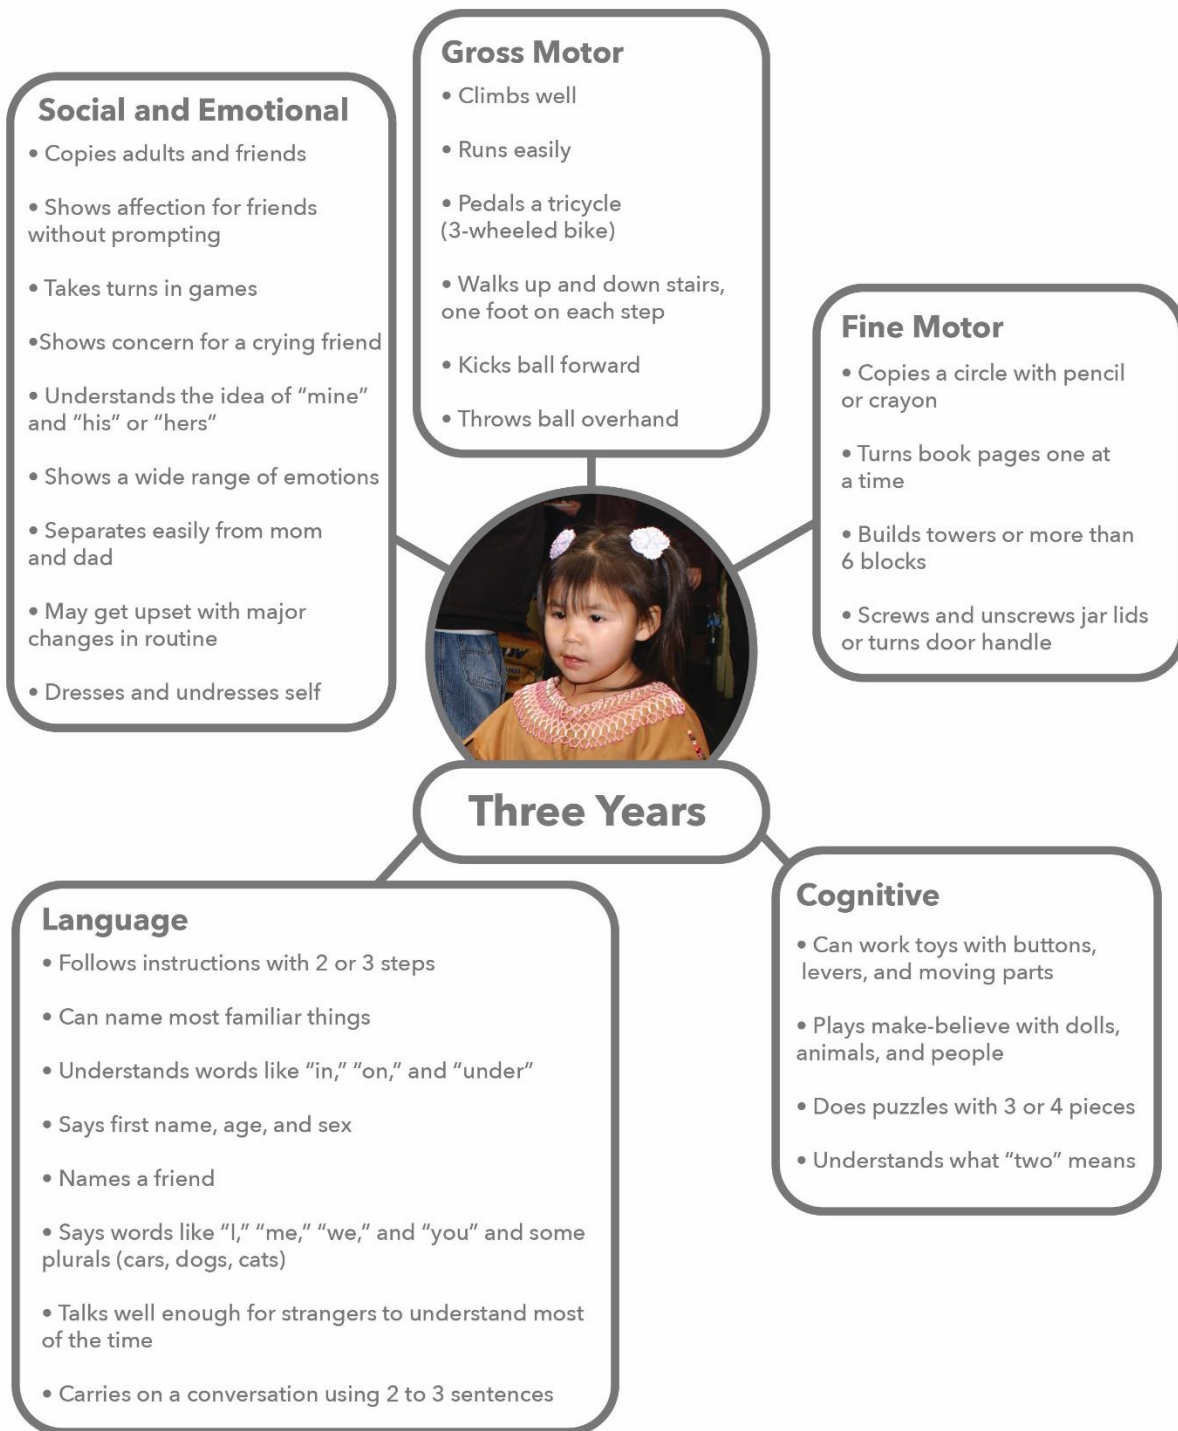 Gross Motor
• Climbs well
• Runs easily
• Pedals a tricycle
(3-wheeled bike)
• Walks up and down stairs,
one foot on each step
• Kicks ball forward
• Throws ball overhand
Social and Emotional
• Copies adults and friends
• Shows affection for friends
without prompting
• Takes turns in games
•Shows concern for a crying friend
• Understands the idea of “mine”
and “his” or “hers”
• Shows a wide range of emotions
• Separates easily from mom
and dad
• May get upset with major
changes in routine
• Dresses and undresses self
Fine Motor
• Copies a circle with pencil
or crayon
• Turns book pages one at
a time
• Builds towers or more than
6 blocks
• Screws and unscrews jar lids
or turns door handle
Three Years
Language
• Follows instructions with 2 or 3 steps
• Can name most familiar things
• Understands words like “in,” “on,” and “under”
• Says first name, age, and sex
• Names a friend
• Says words like “I,” “me,” “we,” and “you” and some
plurals (cars, dogs, cats)
• Talks well enough for strangers to understand most
of the time
• Carries on a conversation using 2 to 3 sentences
Cognitive
• Can work toys with buttons,
levers, and moving parts
• Plays make-believe with dolls,
animals, and people
• Does puzzles with 3 or 4 pieces
• Understands what “two” means